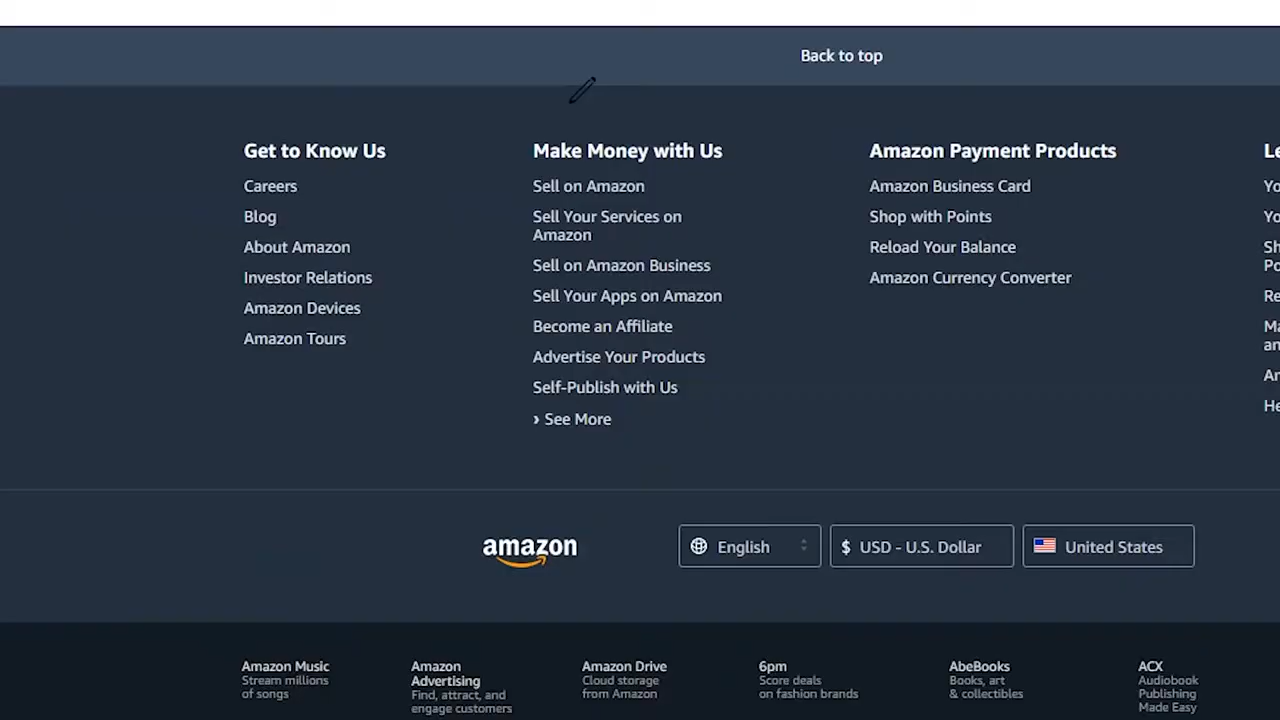 Back to top
Get to Know Us
Careers
Blog
About Amazon
Investor Relations
Amazon Devices
Amazon Tours
Make Money with Us
Sell on Amazon
Sell Your Services on
Amazon
Sell on Amazon Business
Sell Your Apps on Amazon
Become an Affiliate
Advertise Your Products
Self-Publish with Us
› See More
Amazon Payment Products
Amazon Business Card
Shop with Points
Reload Your Balance
Amazon Currency Converter
amazon
English
$ USD - U.S. Dollar
United States
Amazon Music
Stream millions
of songs
Amazon
Advertising
Find, attract, and
engage customers
Amazon Drive
Cloud storage
from Amazon
6pm
Score deals
on fashion brands
AbeBooks
Books, art
& collectibles
ACX
Audiobook
Publishing
Made Easy